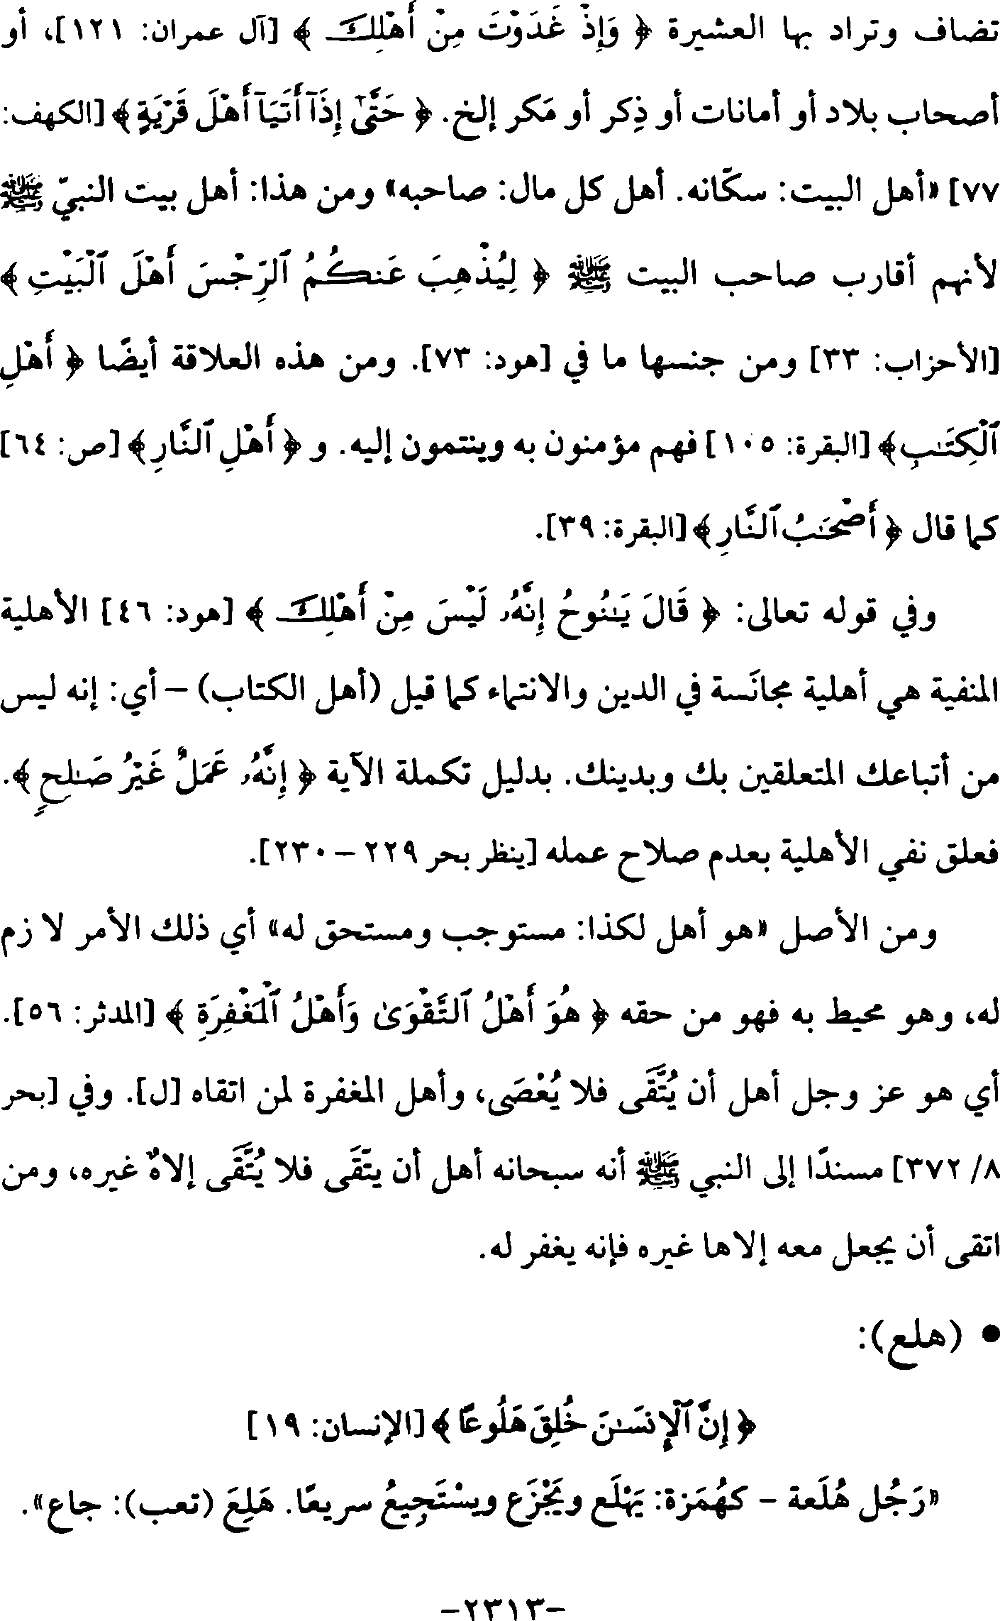 تضاف وتراد بها العشيرة ﴿ وَإِذْ غَدَوْتَ مِنْ أَهْلِكَ ﴾ [آل عمران: ١٢١]، أو
أصحاب بلاد أو أمانات أو ذِكر أو مَكر إلخ. ﴿ حَتَّىٰٓ إِذَآ أَتَيَآ أَهْلَ قَرْيَةٍ ﴾ [الكهف:
٧٧] «أهل البيت: سكّانه. أهل كل مال: صاحبه» ومن هذا: أهل بيت النبيّ ﷺ
لأنهم أقارب صاحب البيت ﷺ ﴿ لِيُذْهِبَ عَنكُمُ ٱلرِّجْسَ أَهْلَ ٱلْبَيْتِ ﴾
[الأحزاب: ٣٣] ومن جنسها ما في [هود: ٧٣]. ومن هذه العلاقة أيضًا ﴿ أَهْلِ
ٱلْكِتَـٰبِ ﴾ [البقرة: ١٠٥] فهم مؤمنون به وينتمون إليه. و ﴿ أَهْلِ ٱلنَّارِ ﴾ [ص: ٦٤]
كما قال ﴿ أَصْحَـٰبُ ٱلنَّارِ ﴾ [البقرة: ٣٩].
وفي قوله تعالى: ﴿ قَالَ يَـٰنُوحُ إِنَّهُۥ لَيْسَ مِنْ أَهْلِكَ ﴾ [هود: ٤٦] الأهلية
المنفية هي أهلية مجانَسة في الدين والانتماء كما قيل (أهل الكتاب) – أي: إنه ليس
من أتباعك المتعلقين بك وبدينك. بدليل تكملة الآية ﴿ إِنَّهُۥ عَمَلٌ غَيْرُ صَـٰلِحٍ ﴾.
فعلق نفي الأهلية بعدم صلاح عمله [ينظر بحر ٢٢٩ – ٢٣٠].
ومن الأصل «هو أهل لكذا: مستوجب ومستحق له» أي ذلك الأمر لا زم
له، وهو محيط به فهو من حقه ﴿ هُوَ أَهْلُ ٱلتَّقْوَىٰ وَأَهْلُ ٱلْمَغْفِرَةِ ﴾ [المدثر: ٥٦].
أي هو عز وجل أهل أن يُتَّقَى فلا يُعْصَى، وأهل المغفرة لمن اتقاه [ل]. وفي [بحر
٨/ ٣٧٢] مسندًا إلى النبي ﷺ أنه سبحانه أهل أن يتّقَى فلا يُتَّقَى إلاهٌ غيره، ومن
اتقى أن يجعل معه إلاها غيره فإنه يغفر له.
• (هلع):
﴿ إِنَّ ٱلْإِنسَـٰنَ خُلِقَ هَلُوعًا ﴾ [الإنسان: ١٩]
«رَجُل هُلَعة – كهُمَزة: يَهْلَع ويَجْزَع ويسْتَجِيعُ سريعًا. هَلِعَ (تعب): جاع».
-٢٣١٣-